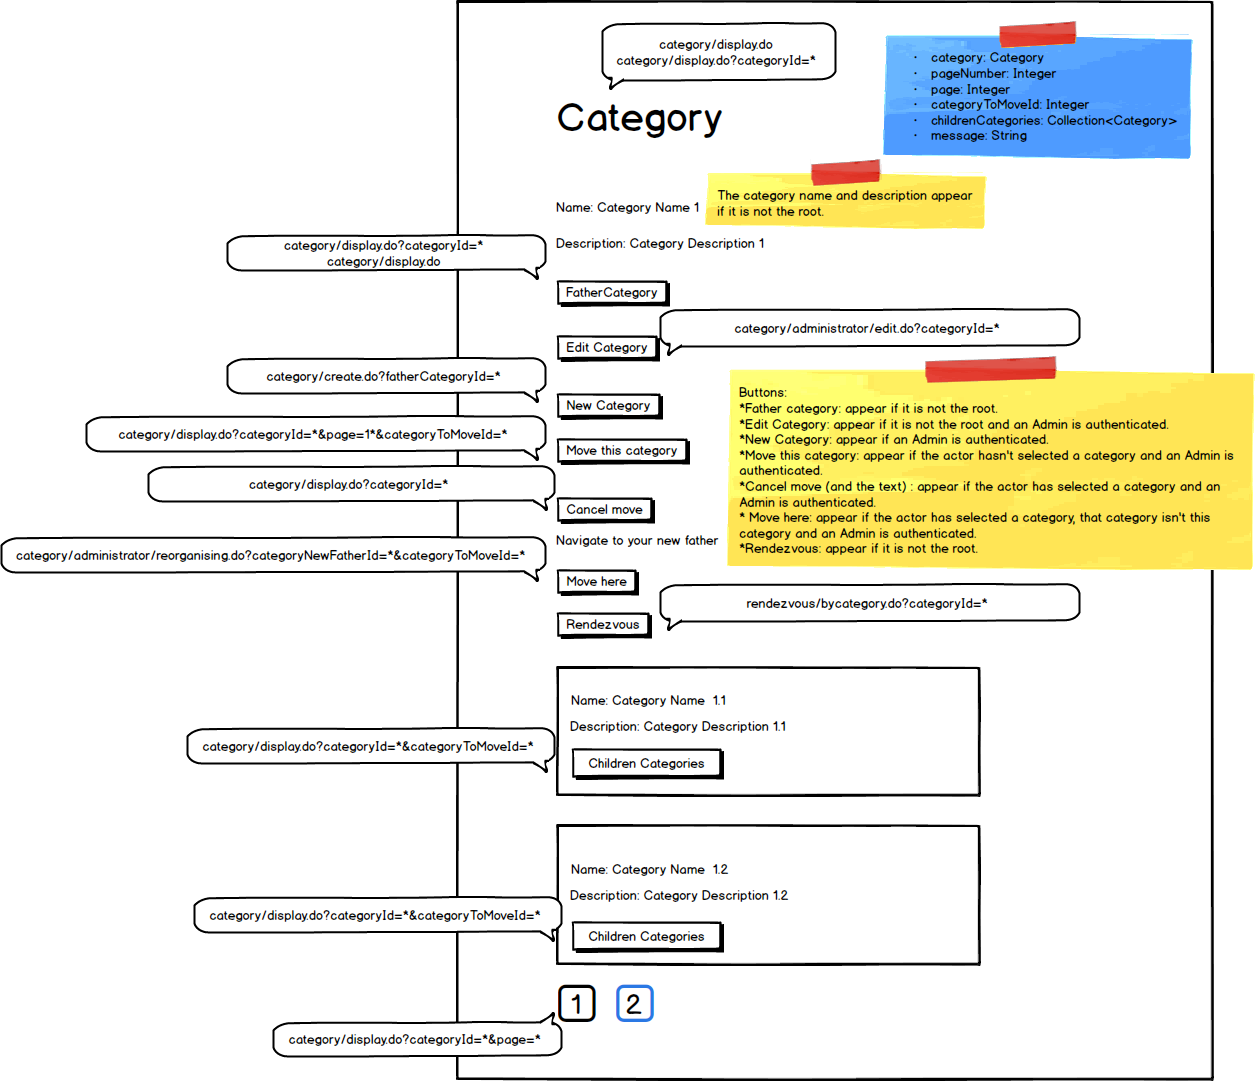 category/display.do
category/display.do?categoryId=*
Category
· category: Category
· pageNumber: Integer
· page: Integer
· categoryToMoveId: Integer
· childrenCategories: Collection<Category>
· message: String
The category name and description appear
if it is not the root.
Name: Category Name 1
Description: Category Description 1
category/display.do?categoryId=*
category/display.do
FatherCategory
category/administrator/edit.do?categoryId=*
Edit Category
category/create.do?fatherCategoryId=*
New Category
category/display.do?categoryId=*&page=1*&categoryToMoveId=*
Move this category
category/display.do?categoryId=*
Cancel move
Navigate to your new father
category/administrator/reorganising.do?categoryNewFatherId=*&categoryToMoveId=*
Move here
rendezvous/bycategory.do?categoryId=*
Rendezvous
Buttons:
*Father category: appear if it is not the root.
*Edit Category: appear if it is not the root and an Admin is authenticated.
*New Category: appear if an Admin is authenticated.
*Move this category: appear if the actor hasn't selected a category and an Admin is
authenticated.
*Cancel move (and the text) : appear if the actor has selected a category and an
Admin is authenticated.
* Move here: appear if the actor has selected a category, that category isn't this
category and an Admin is authenticated.
*Rendezvous: appear if it is not the root.
Name: Category Name 1.1
Description: Category Description 1.1
category/display.do?categoryId=*&categoryToMoveId=*
Children Categories
Name: Category Name 1.2
Description: Category Description 1.2
category/display.do?categoryId=*&categoryToMoveId=*
Children Categories
1 2
category/display.do?categoryId=*&page=*